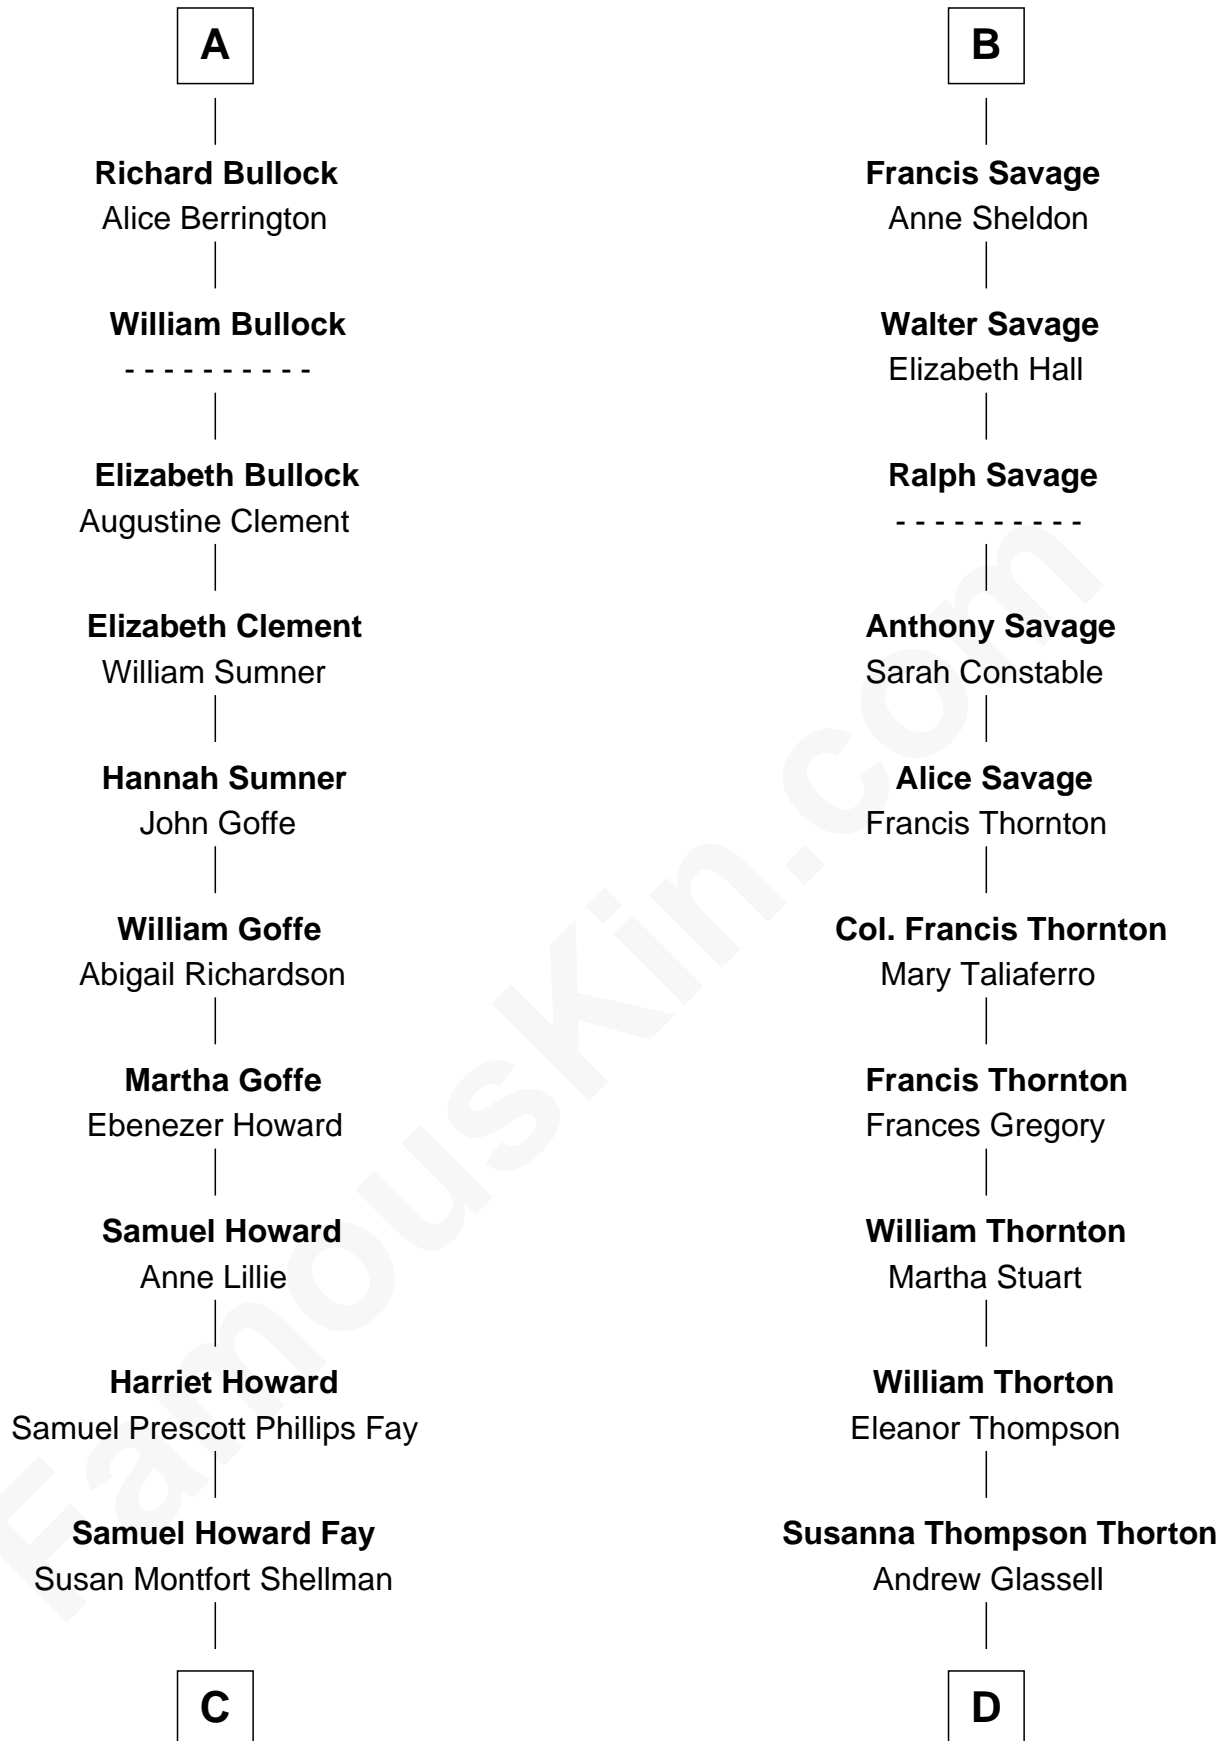 A
Richard Bullock
Alice Berrington
William Bullock
- - - - - - - - - -
Elizabeth Bullock
Augustine Clement
Elizabeth Clement
William Sumner
Hannah Sumner
John Goffe
William Goffe
Abigail Richardson
Martha Goffe
Ebenezer Howard
Samuel Howard
Anne Lillie
Harriet Howard
Samuel Prescott Phillips Fay
Samuel Howard Fay
Susan Montfort Shellman
C
B
Francis Savage
Anne Sheldon
Walter Savage
Elizabeth Hall
Ralph Savage
- - - - - - - - - -
Anthony Savage
Sarah Constable
Alice Savage
Francis Thornton
Col. Francis Thornton
Mary Taliaferro
Francis Thornton
Frances Gregory
William Thornton
Martha Stuart
William Thorton
Eleanor Thompson
Susanna Thompson Thorton
Andrew Glassell
D
FamousKin.com